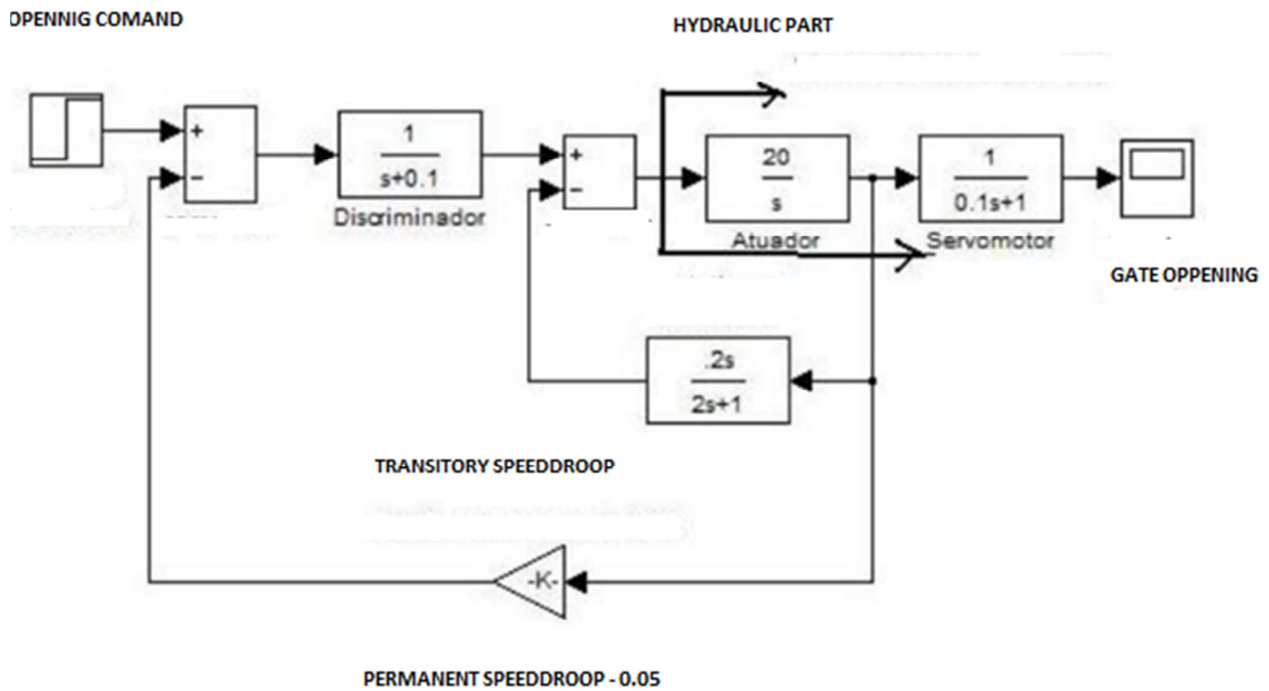 OPENNIG COMAND
HYDRAULIC PART
+
−
1
s+0.1
Discriminador
+
−
20
s
Atuador
1
0.1s+1
Servomotor
GATE OPPENING
.2s
2s+1
TRANSITORY SPEEDDROOP
-K-
PERMANENT SPEEDDROOP - 0.05